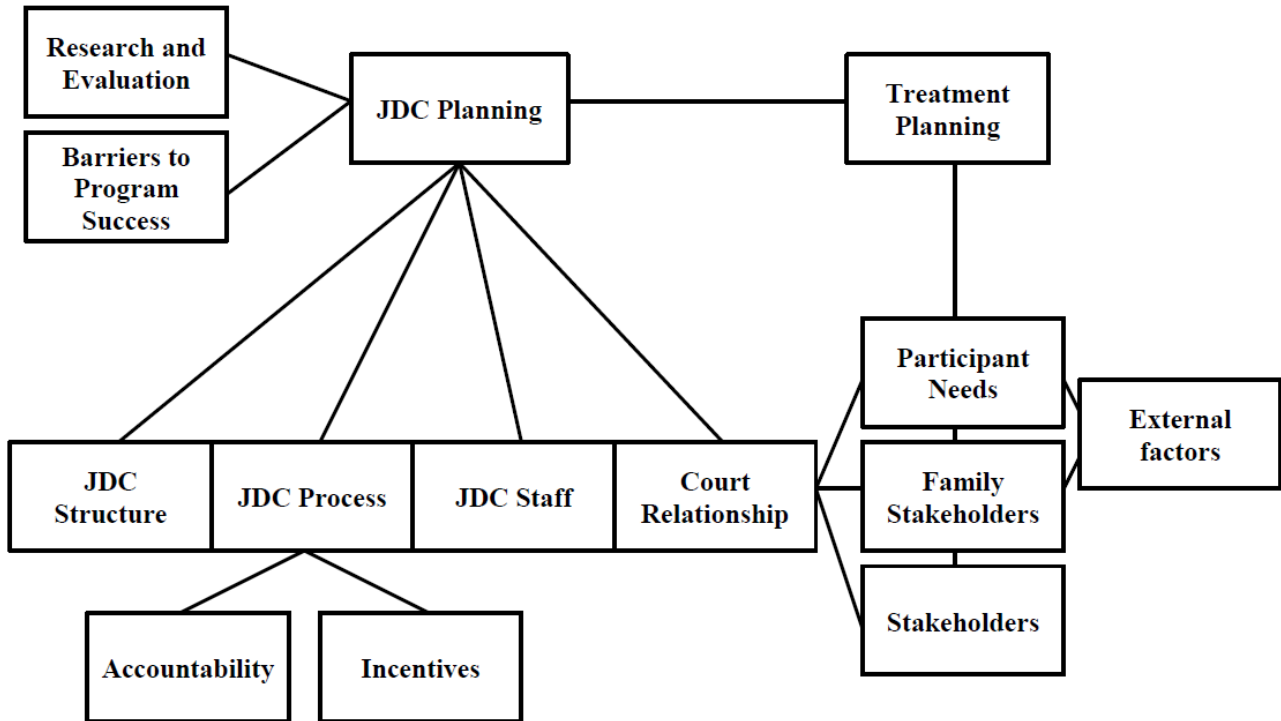 Research and
Evaluation
JDC Planning
Treatment
Planning
Barriers to
Program
Success
Participant
Needs
External
factors
JDC
Structure
JDC Process
JDC Staff
Court
Relationship
Family
Stakeholders
Stakeholders
Accountability
Incentives